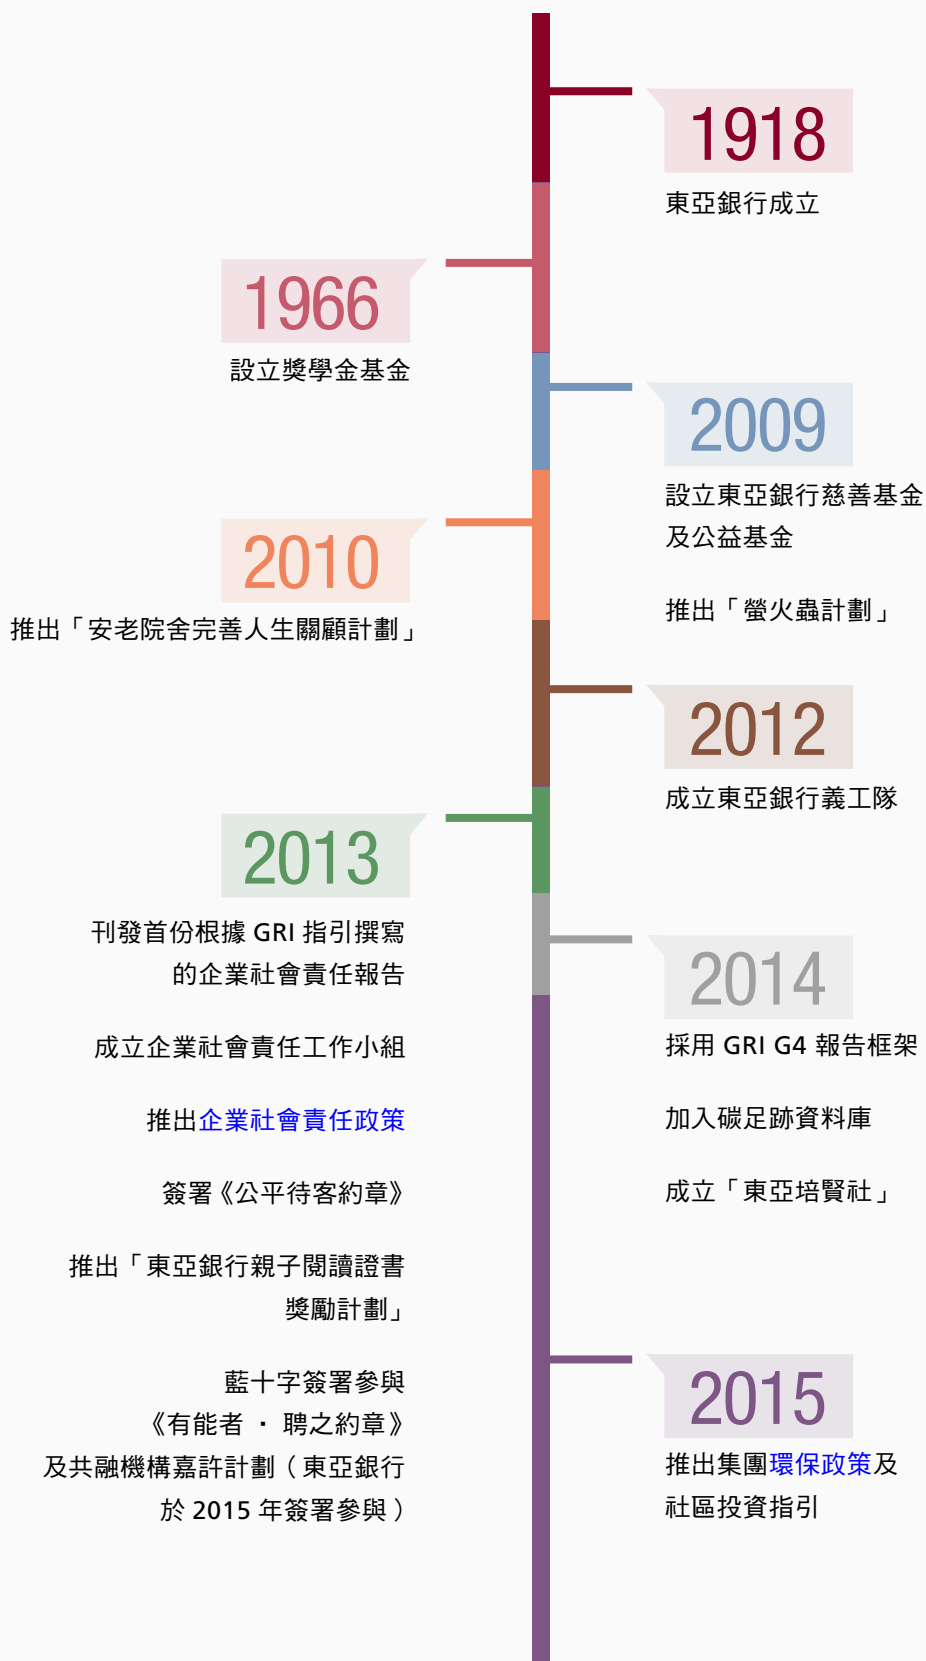 1918
東亞銀行成立
1966
設立獎學金基金
2009
設立東亞銀行慈善基金
及公益基金
推出「螢火蟲計劃」
2010
推出「安老院舍完善人生關顧計劃」
2012
成立東亞銀行義工隊
2013
刊發首份根據 GRI 指引撰寫
的企業社會責任報告
成立企業社會責任工作小組
推出企業社會責任政策
簽署《公平待客約章》
推出「東亞銀行親子閱讀證書
獎勵計劃」
藍十字簽署參與
《有能者 · 聘之約章》
及共融機構嘉許計劃（東亞銀行
於 2015 年簽署參與）
2014
採用 GRI G4 報告框架
加入碳足跡資料庫
成立「東亞培賢社」
2015
推出集團環保政策及
社區投資指引